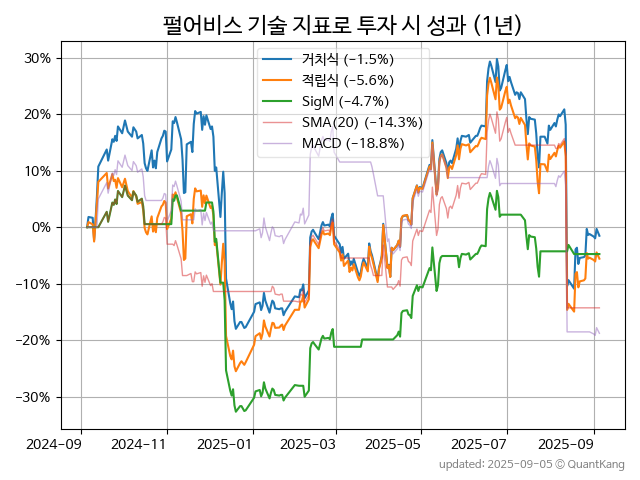 펄어비스 기술 지표로 투자 시 성과 (1년)
30%
20%
10%
0%
−10%
−20%
−30%
거치식 (−1.5%)
적립식 (−5.6%)
SigM (−4.7%)
SMA(20) (−14.3%)
MACD (−18.8%)
2024-09
2024-11
2025-01
2025-03
2025-05
2025-07
2025-09
updated: 2025-09-05 © QuantKang